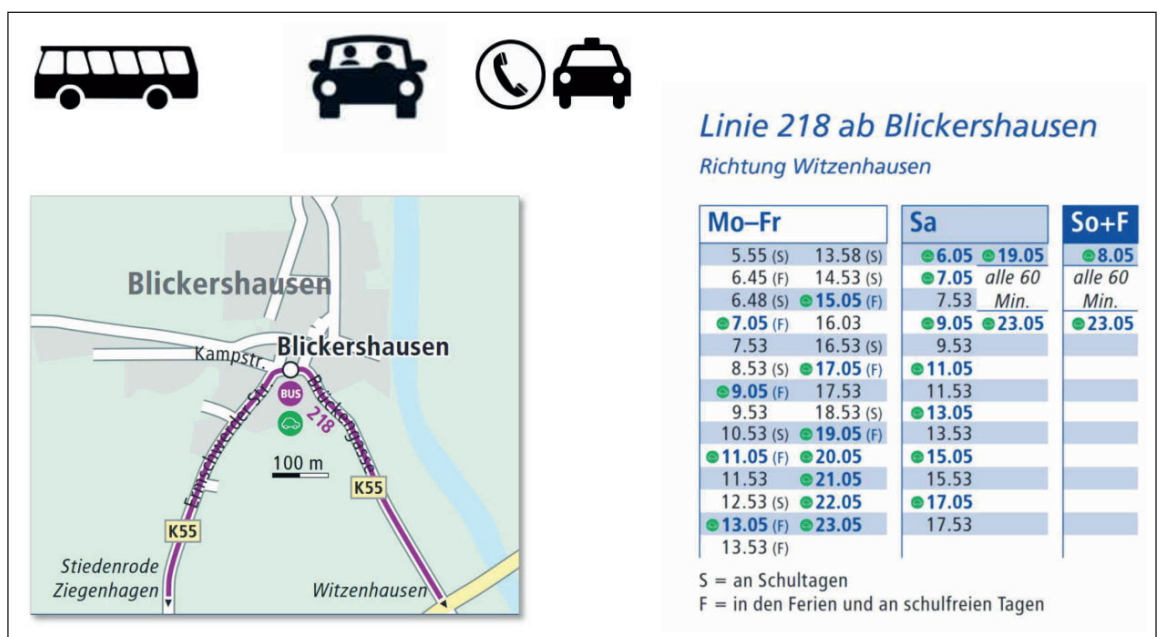 Linie 218 ab Blickershausen
Richtung Witzenhausen
Blickershausen
Kampstr.
Blickershausen
BUS
218
Ermschwerder Str.
Brückengasse
100 m
K55
K55
Stiedenrode
Ziegenhagen
Witzenhausen
Mo–Fr
5.55 (S) 13.58 (S)
6.45 (F) 14.53 (S)
6.48 (S) 15.05 (F)
7.05 (F) 16.03
7.53 16.53 (S)
8.53 (S) 17.05 (F)
9.05 (F) 17.53
9.53 18.53 (S)
10.53 (S) 19.05 (F)
11.05 (F) 20.05
11.53 21.05
12.53 (S) 22.05
13.05 (F) 23.05
13.53 (F)
Sa
6.05 19.05
7.05 alle 60
7.53 Min.
9.05 23.05
9.53
11.05
11.53
13.05
13.53
15.05
15.53
17.05
17.53
So+F
8.05
alle 60
Min.
23.05
S = an Schultagen
F = in den Ferien und an schulfreien Tagen